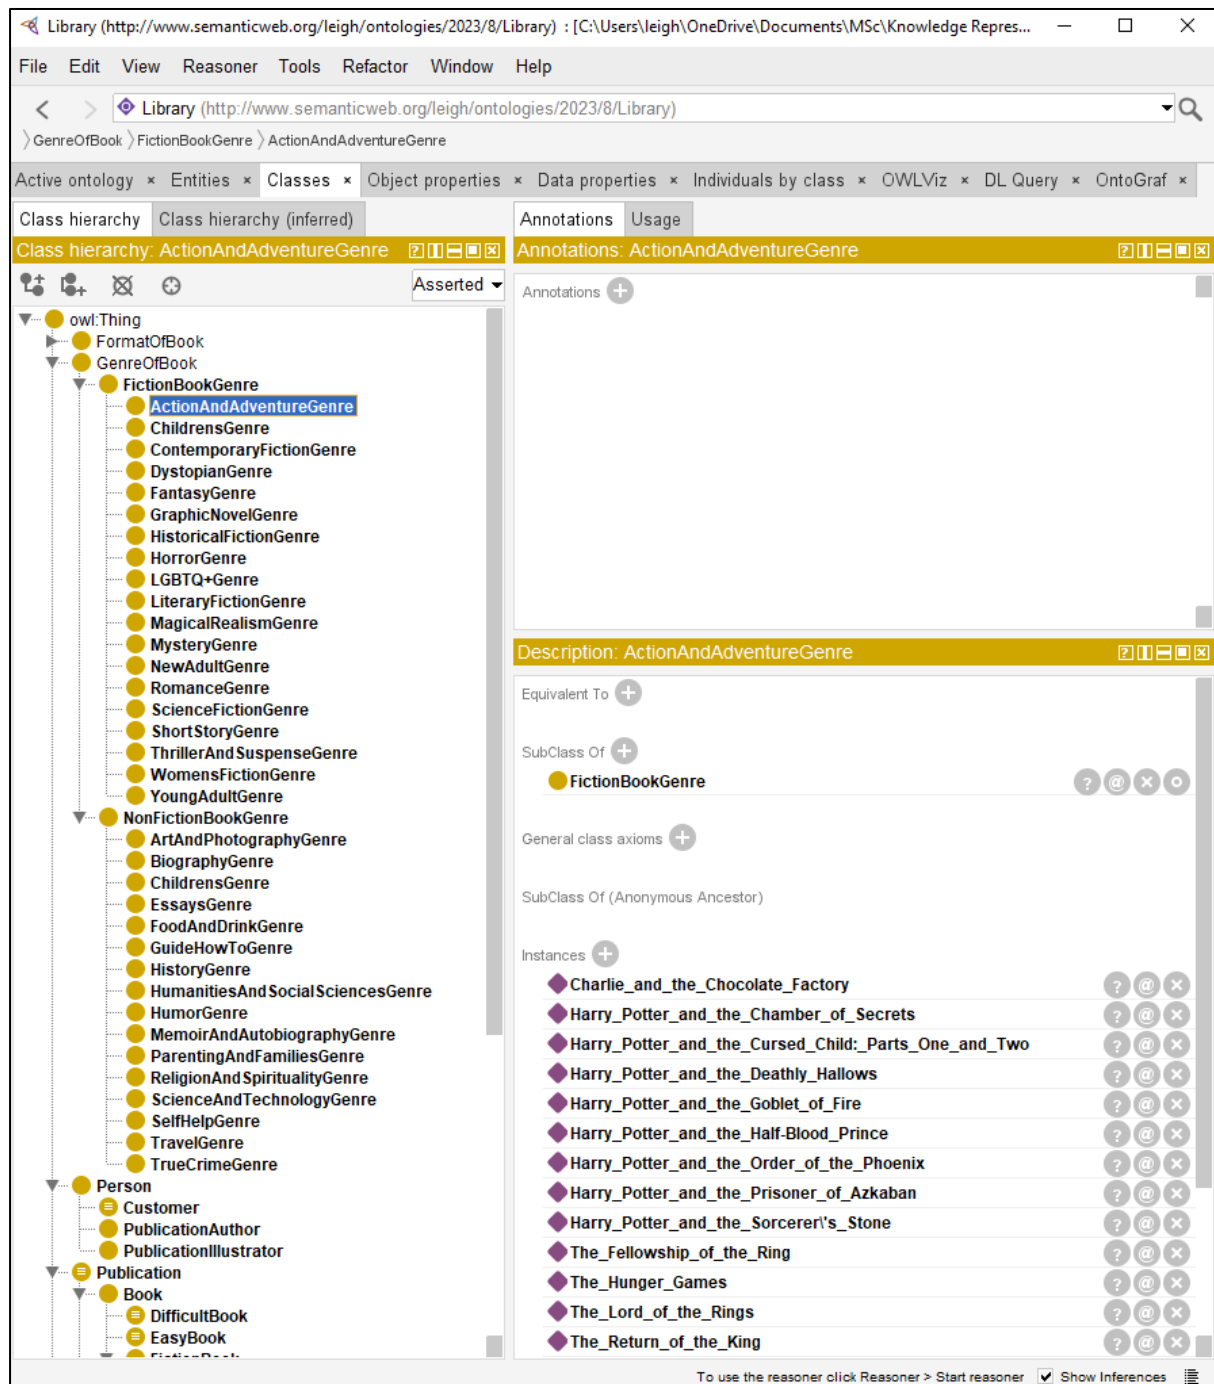 Library (http://www.semanticweb.org/leigh/ontologies/2023/8/Library) : [C:\Users\leigh\OneDrive\Documents\MSc\Knowledge Repres...
File Edit View Reasoner Tools Refactor Window Help
Library (http://www.semanticweb.org/leigh/ontologies/2023/8/Library)
GenreOfBook FictionBookGenre ActionAndAdventureGenre
Active ontology × Entities × Classes × Object properties × Data properties × Individuals by class × OWLViz × DL Query × OntoGraf ×
Class hierarchy Class hierarchy (inferred)
Class hierarchy: ActionAndAdventureGenre
Asserted
owl:Thing
FormatOfBook
GenreOfBook
FictionBookGenre
ActionAndAdventureGenre
ChildrensGenre
ContemporaryFictionGenre
DystopianGenre
FantasyGenre
GraphicNovelGenre
HistoricalFictionGenre
HorrorGenre
LGBTQ+Genre
LiteraryFictionGenre
MagicalRealismGenre
MysteryGenre
NewAdultGenre
RomanceGenre
ScienceFictionGenre
ShortStoryGenre
ThrillerAndSuspenseGenre
WomensFictionGenre
YoungAdultGenre
NonFictionBookGenre
ArtAndPhotographyGenre
BiographyGenre
ChildrensGenre
EssaysGenre
FoodAndDrinkGenre
GuideHowToGenre
HistoryGenre
HumanitiesAndSocialSciencesGenre
HumorGenre
MemoirAndAutobiographyGenre
ParentingAndFamiliesGenre
ReligionAndSpiritualityGenre
ScienceAndTechnologyGenre
SelfHelpGenre
TravelGenre
TrueCrimeGenre
Person
Customer
PublicationAuthor
PublicationIllustrator
Publication
Book
DifficultBook
EasyBook
FictionBook
Annotations Usage
Annotations: ActionAndAdventureGenre
Annotations
Description: ActionAndAdventureGenre
Equivalent To
SubClass Of
FictionBookGenre
General class axioms
SubClass Of (Anonymous Ancestor)
Instances
Charlie_and_the_Chocolate_Factory
Harry_Potter_and_the_Chamber_of_Secrets
Harry_Potter_and_the_Cursed_Child:_Parts_One_and_Two
Harry_Potter_and_the_Deathly_Hallows
Harry_Potter_and_the_Goblet_of_Fire
Harry_Potter_and_the_Half-Blood_Prince
Harry_Potter_and_the_Order_of_the_Phoenix
Harry_Potter_and_the_Prisoner_of_Azkaban
Harry_Potter_and_the_Sorcerer\'s_Stone
The_Fellowship_of_the_Ring
The_Hunger_Games
The_Lord_of_the_Rings
The_Return_of_the_King
To use the reasoner click Reasoner > Start reasoner Show Inferences